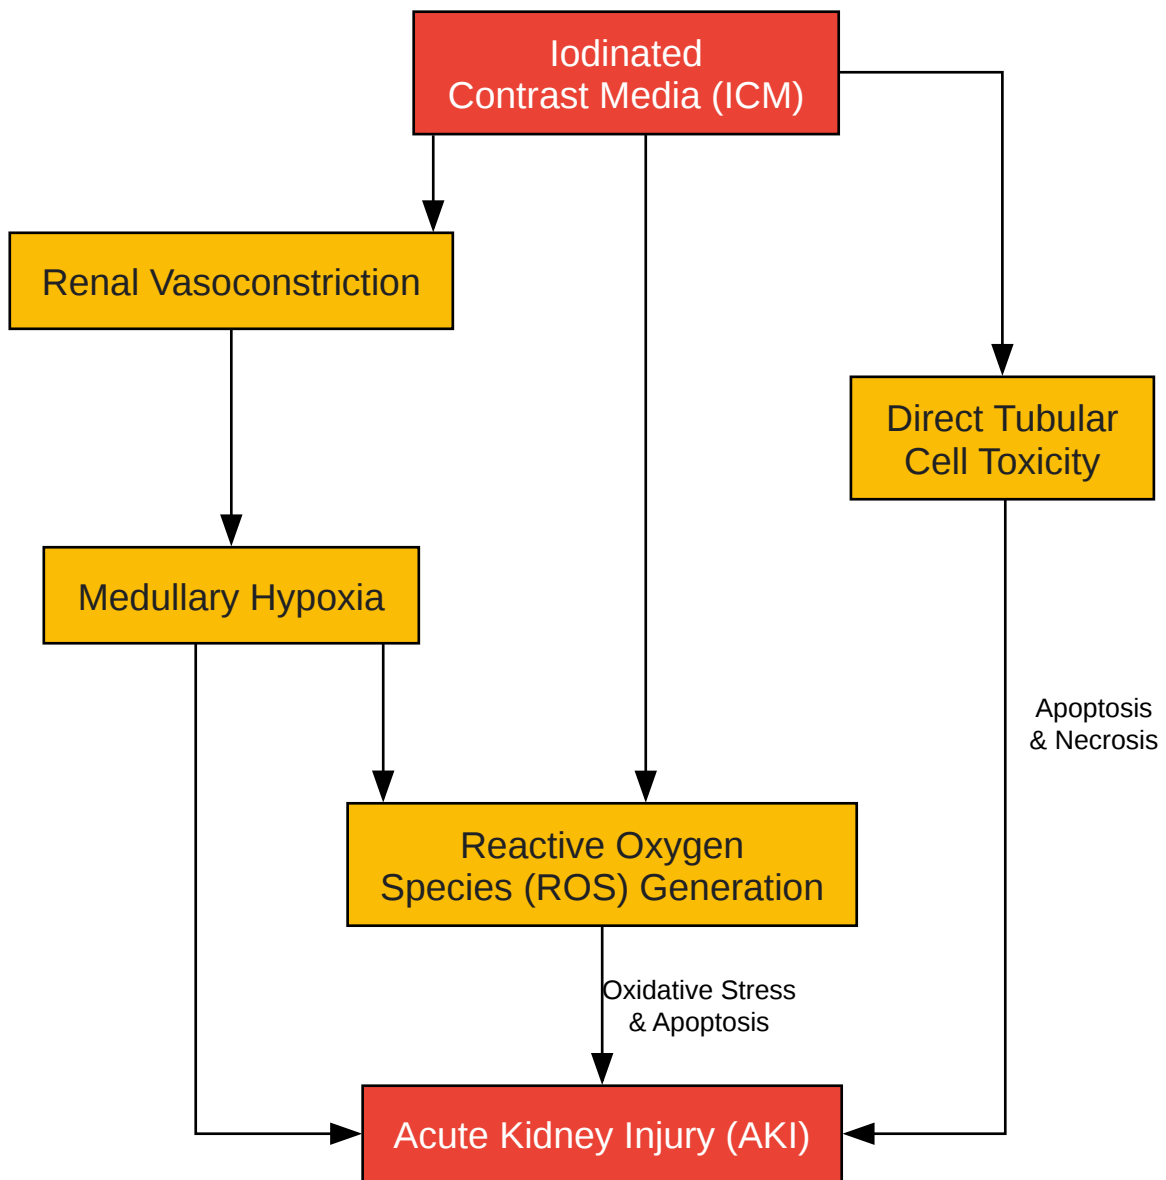 Iodinated
Contrast Media (ICM)
Renal Vasoconstriction
Direct Tubular
Cell Toxicity
Medullary Hypoxia
Apoptosis
& Necrosis
Reactive Oxygen
Species (ROS) Generation
Oxidative Stress
& Apoptosis
Acute Kidney Injury (AKI)